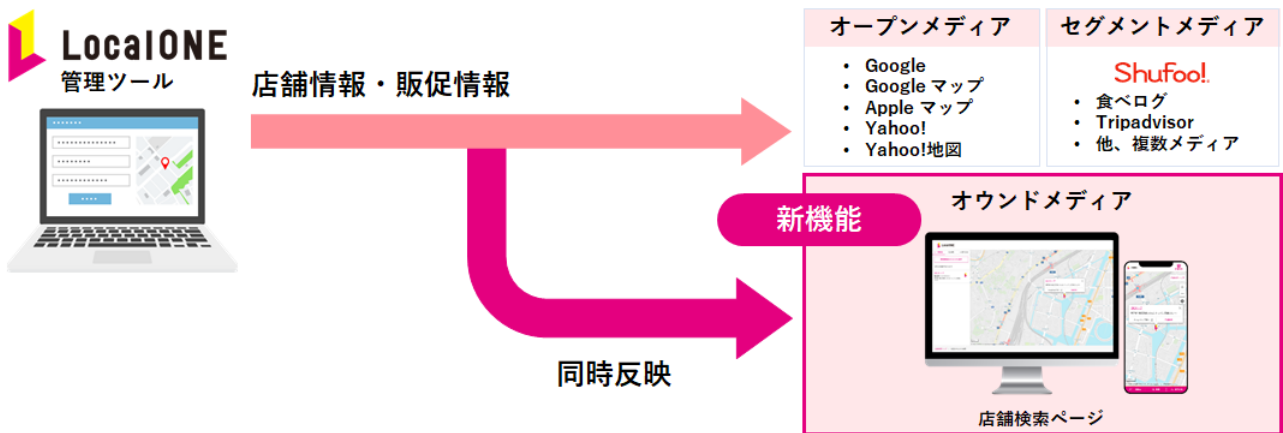 LocalONE
管理ツール
店舗情報・販促情報
オープンメディア
• Google
• Google マップ
• Apple マップ
• Yahoo!
• Yahoo!地図
セグメントメディア
Shufoo!
• 食べログ
• Tripadvisor
• 他、複数メディア
新機能
オウンドメディア
LocalONE
同時反映
店舗検索ページ